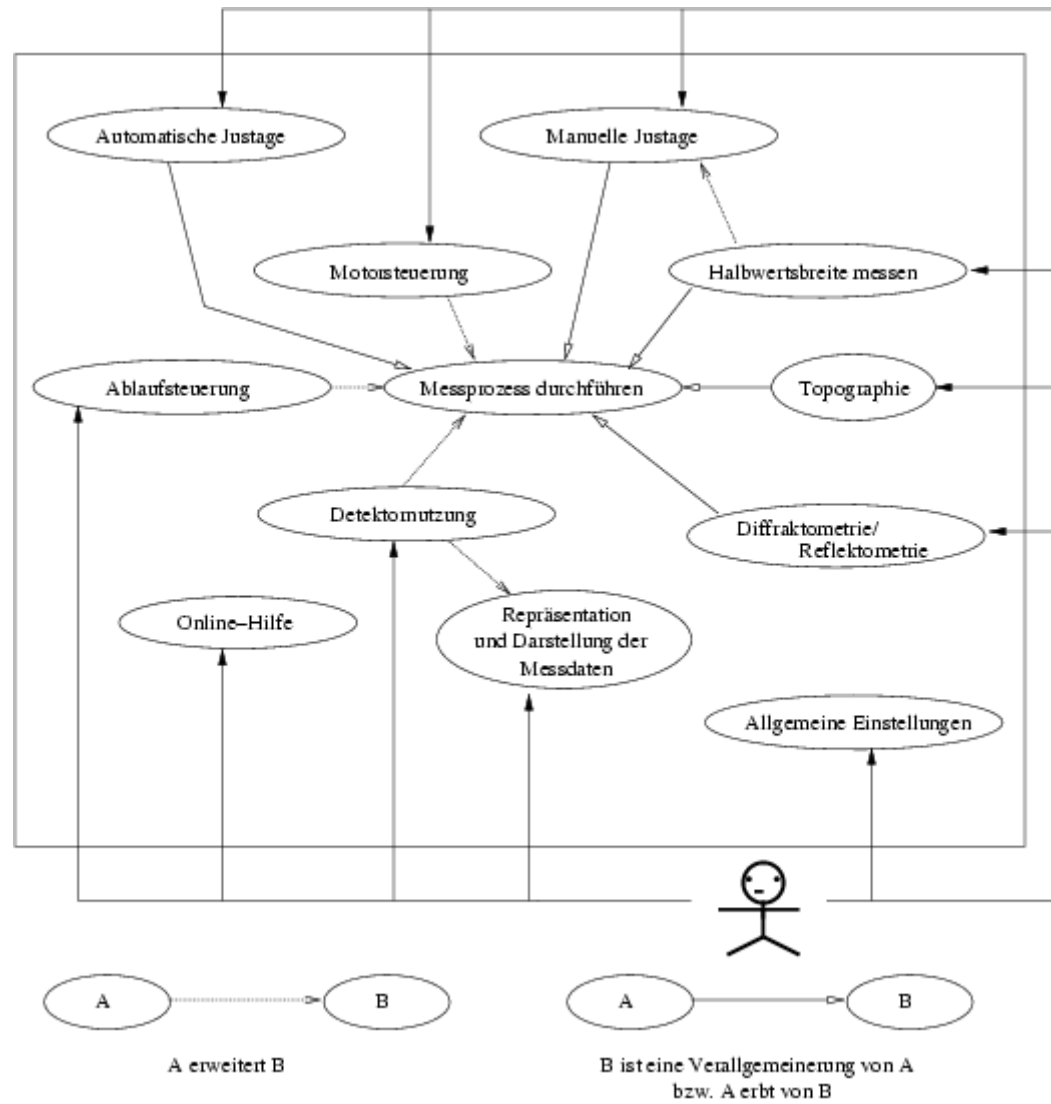 Automatische Justage
Manuelle Justage
Motorsteuerung
Halbwertsbreite messen
Ablaufsteuerung
Messprozess durchführen
Topographie
Detektornutzung
Diffraktometrie/
Reflektometrie
Online–Hilfe
Repräsentation
und Darstellung der
Messdaten
Allgemeine Einstellungen
A
B
A
B
A erweitert B
B ist eine Verallgemeinerung von A
bzw. A erbt von B